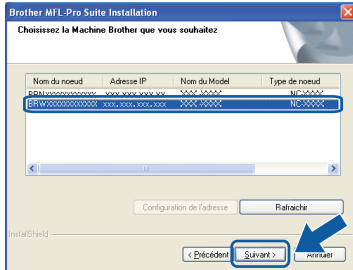 Brother MFL-Pro Suite Installation
Choisissez la Machine Brother que vous souhaitez
Nom du noeud Adresse IP Nom du Model Type de noeud
BRNXXXXXXXXXXXX XXX.XXX.XXX.XX XXX-XXXX NC-XXXX
BRWXXXXXXXXXXXX XXX.XXX.XXX.XXX XXX-XXXX NC-XXXX
Configuration de l'adresse Rafraichir
InstallShield
< Précédent Suivant > Annuler